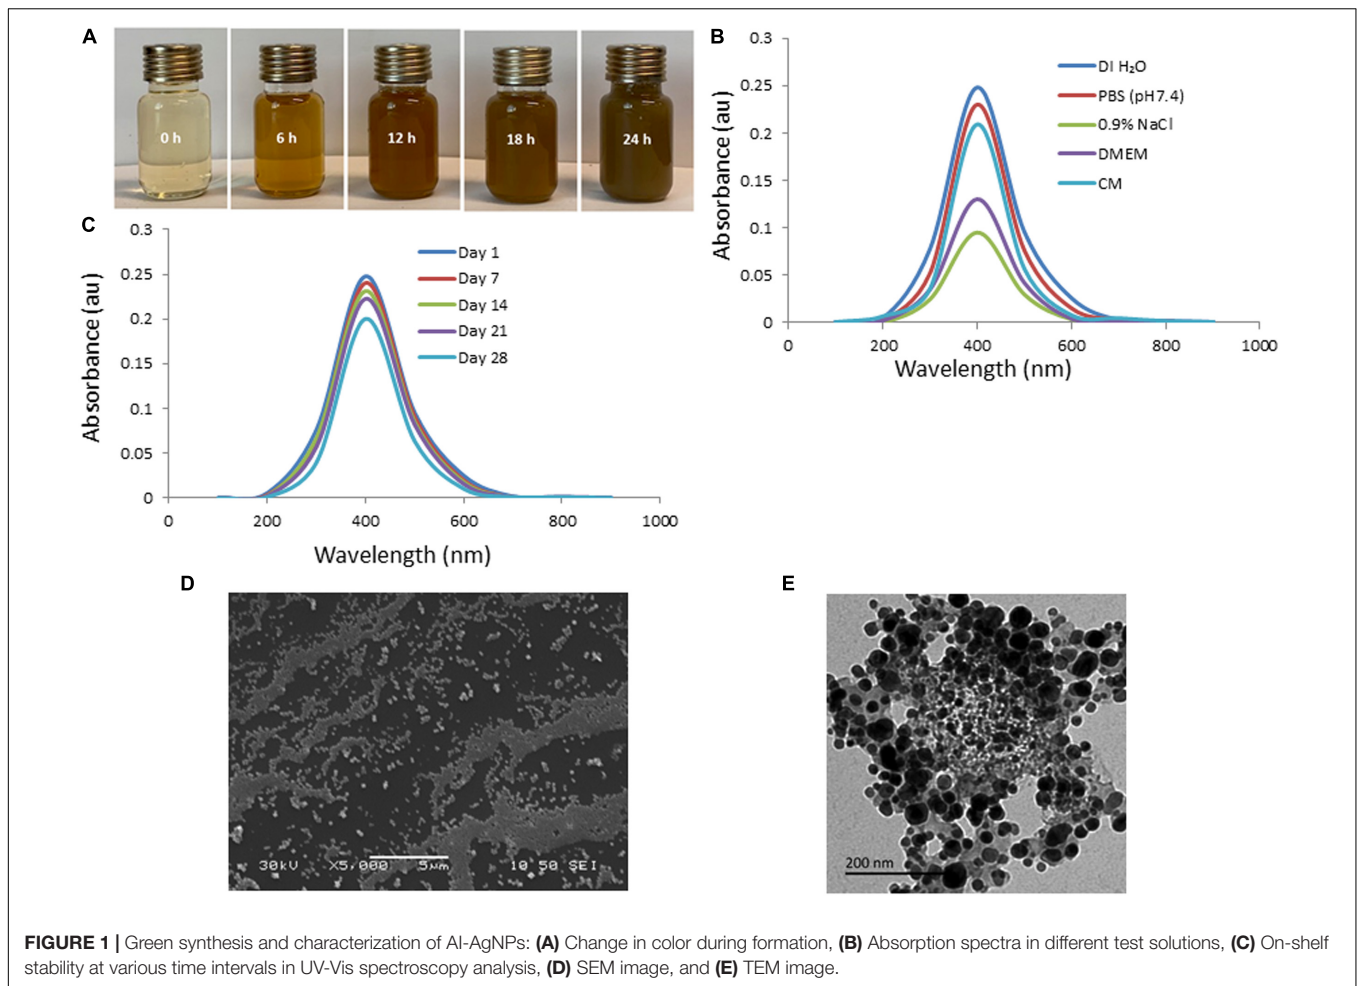 A
0 h
6 h
12 h
18 h
24 h
B
0.3
0.25
0.2
0.15
0.1
0.05
0
0 200 400 600 800 1000
Absorbance (au)
Wavelength (nm)
DI H₂O
PBS (pH7.4)
0.9% NaCl
DMEM
CM
C
0.3
0.25
0.2
0.15
0.1
0.05
0
0 200 400 600 800 1000
Absorbance (au)
Wavelength (nm)
Day 1
Day 7
Day 14
Day 21
Day 28
D
30kV X5,000 5μm 10 50 SEI
E
200 nm
FIGURE 1 | Green synthesis and characterization of AI-AgNPs: (A) Change in color during formation, (B) Absorption spectra in different test solutions, (C) On-shelf
stability at various time intervals in UV-Vis spectroscopy analysis, (D) SEM image, and (E) TEM image.